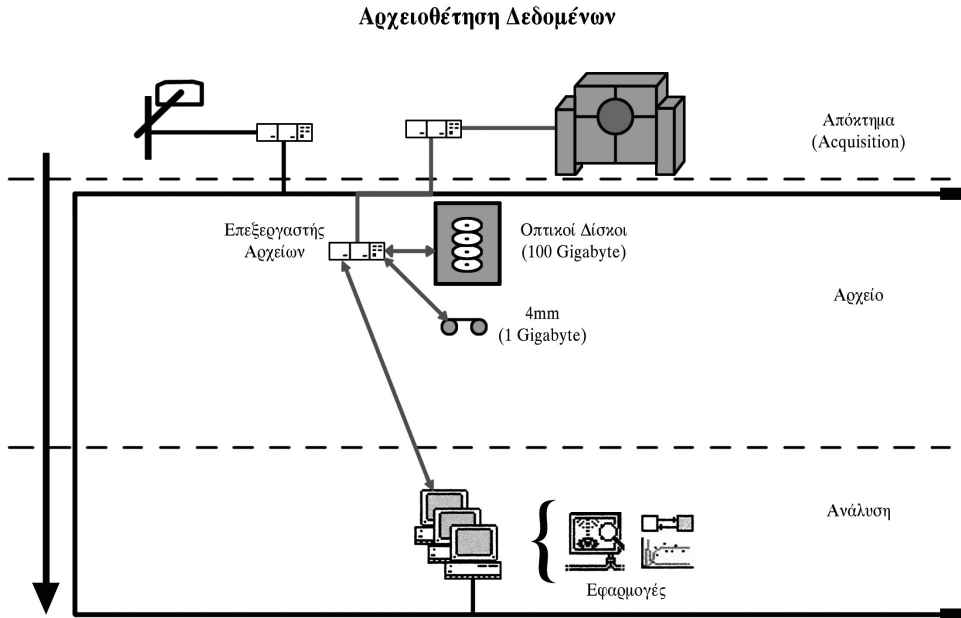 Αρχειοθέτηση Δεδομένων
Απόκτημα
(Acquisition)
Επεξεργαστής
Αρχείων
Οπτικοί Δίσκοι
(100 Gigabyte)
Αρχείο
4mm
(1 Gigabyte)
Ανάλυση
Εφαρμογές